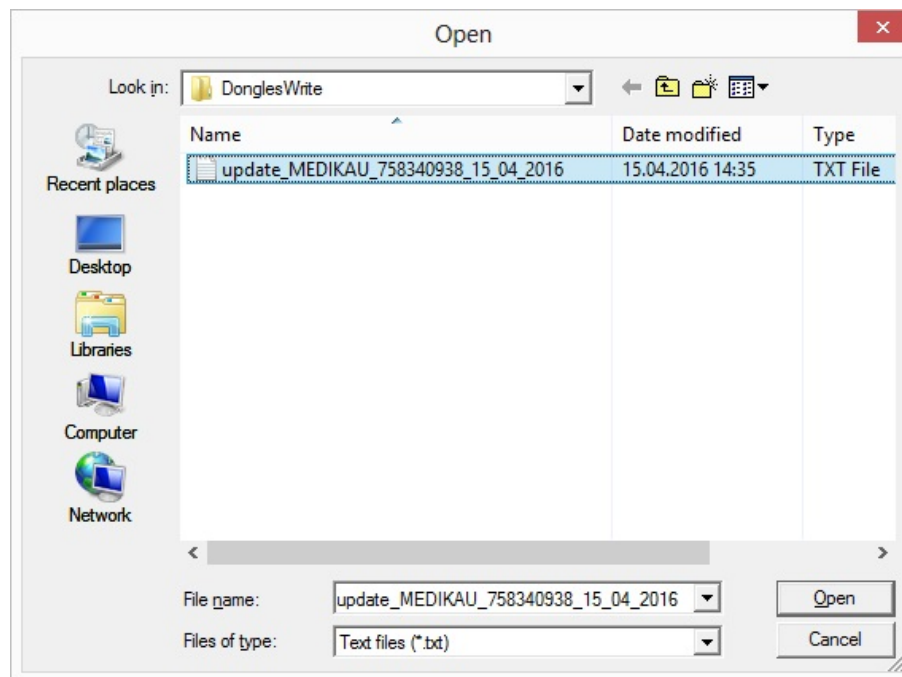 Open
Look in:
DonglesWrite
Name
Date modified
Type
update_MEDIKAU_758340938_15_04_2016
15.04.2016 14:35
TXT File
Recent places
Desktop
Libraries
Computer
Network
File name:
update_MEDIKAU_758340938_15_04_2016
Open
Files of type:
Text files (*.txt)
Cancel